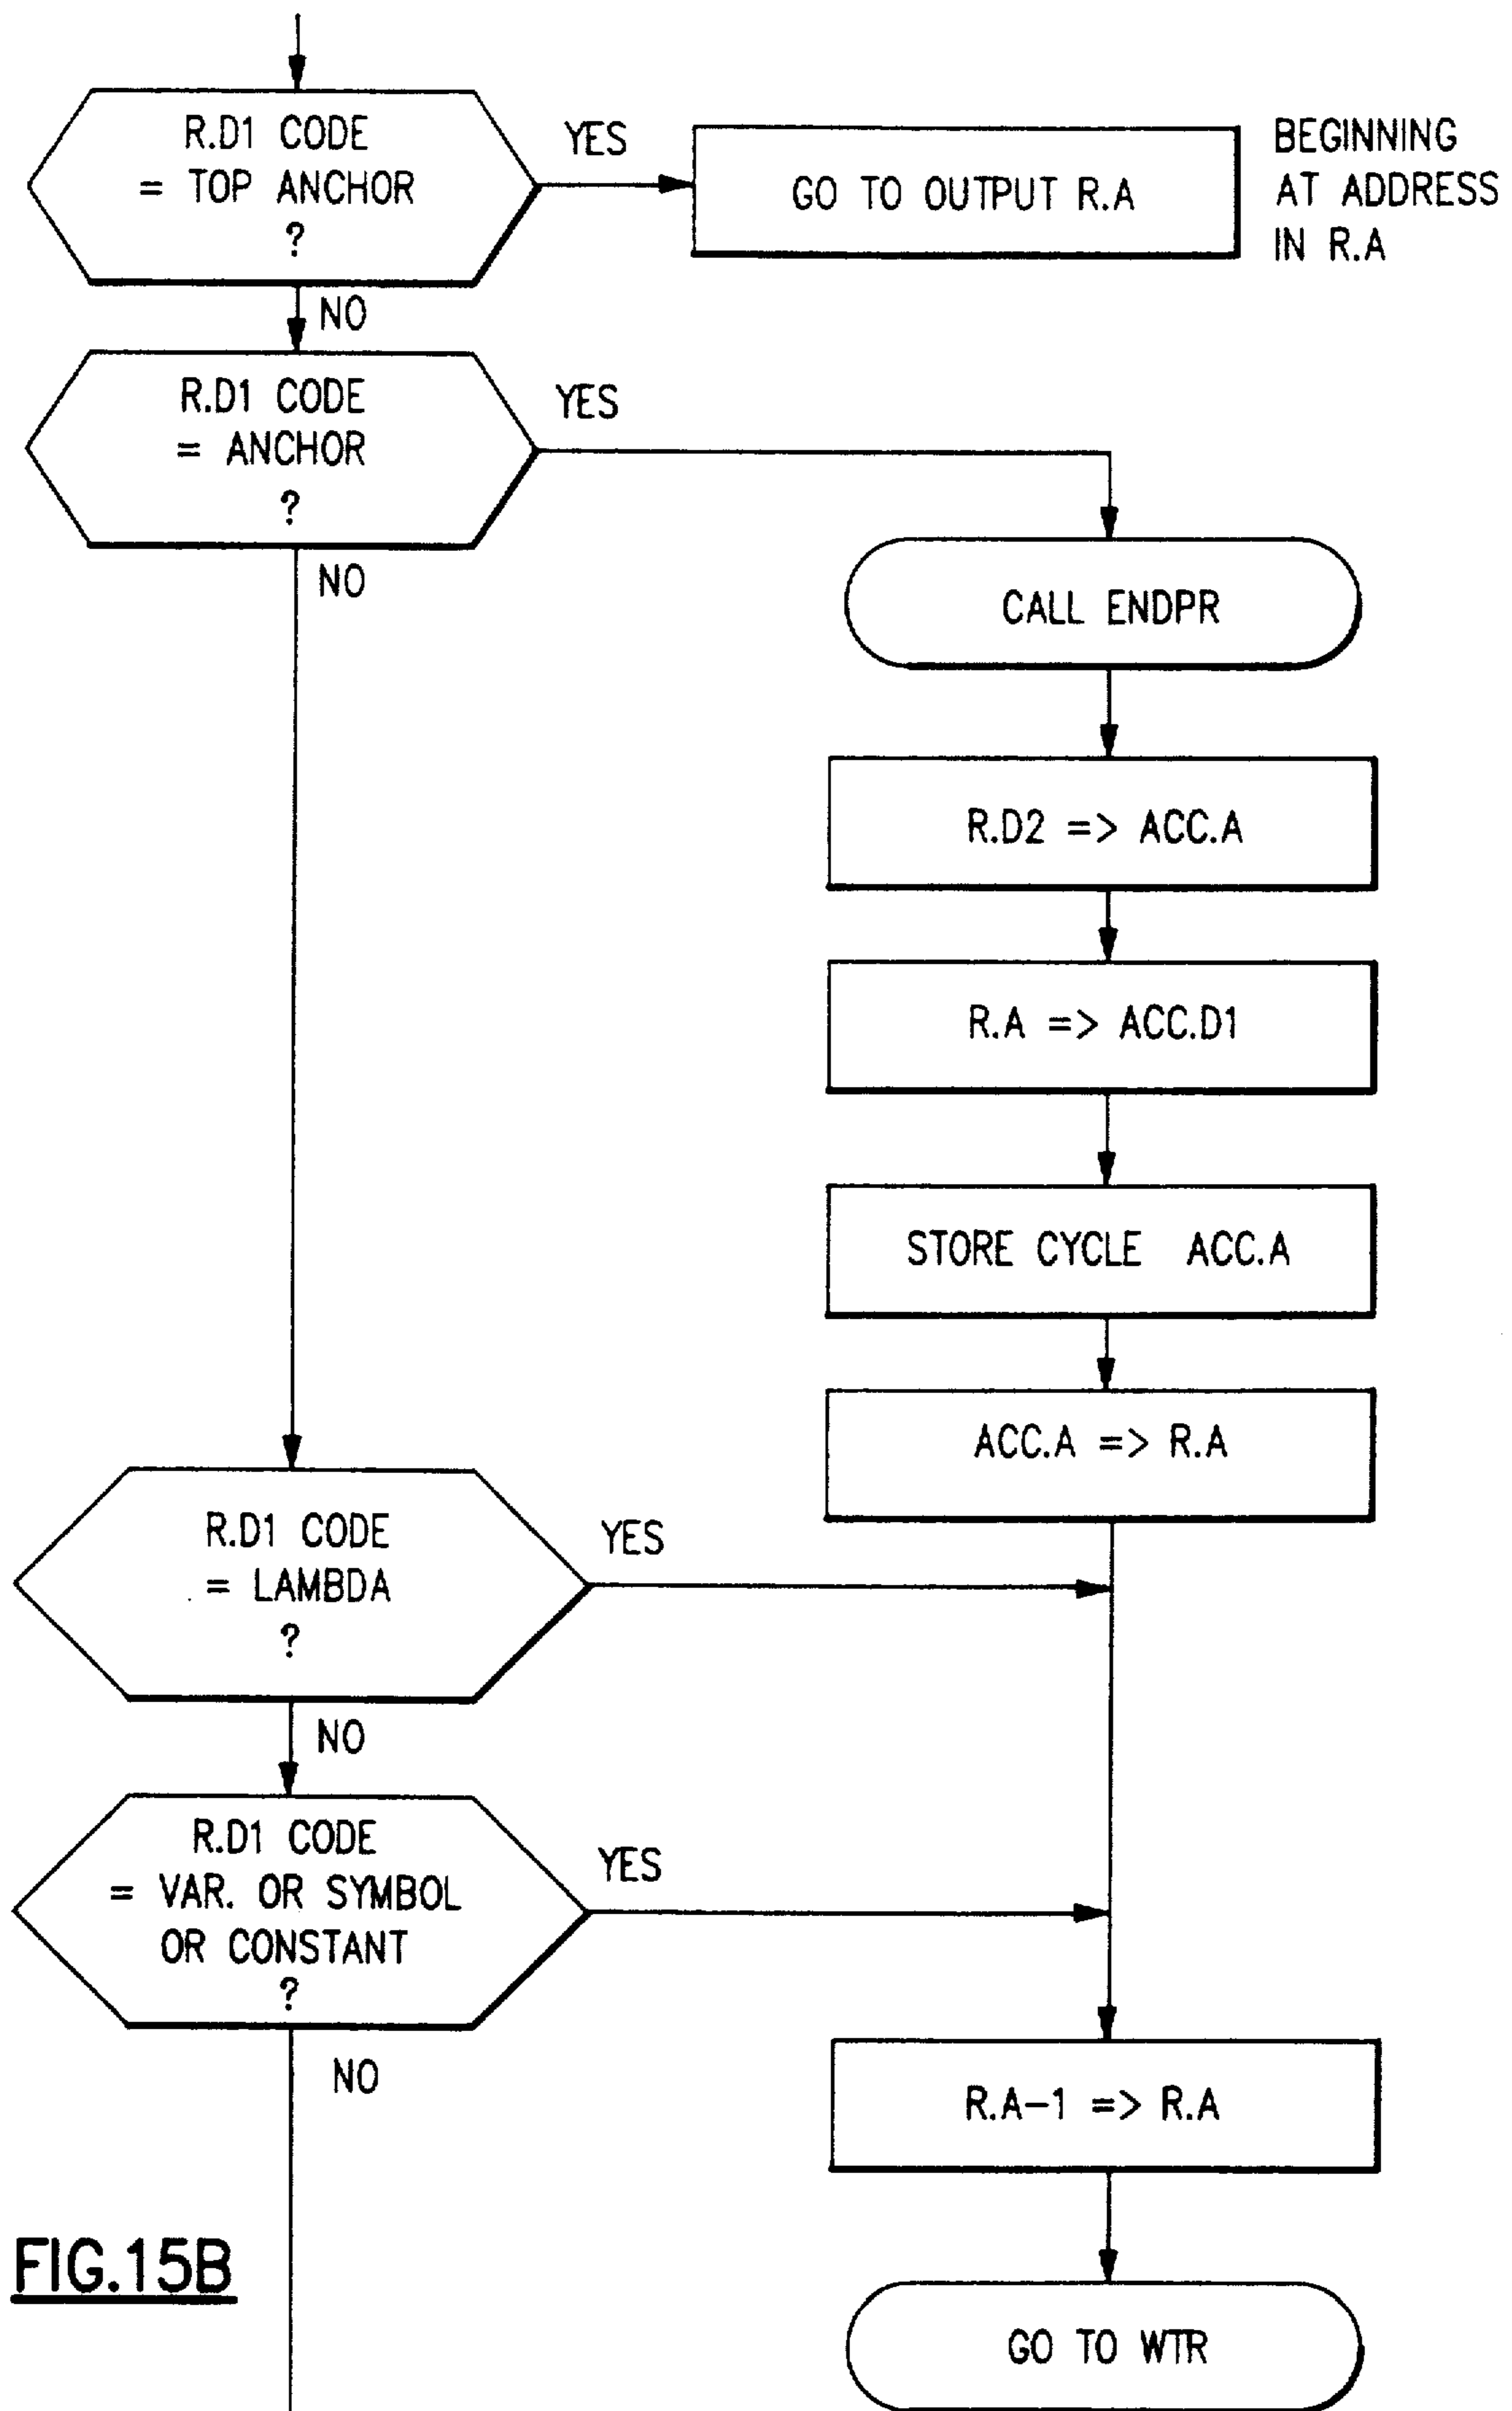 R.D1 CODE
= TOP ANCHOR
?
YES
GO TO OUTPUT R.A
BEGINNING
AT ADDRESS
IN R.A
NO
R.D1 CODE
= ANCHOR
?
YES
NO
CALL ENDPR
R.D2 => ACC.A
R.A => ACC.D1
STORE CYCLE ACC.A
ACC.A => R.A
R.D1 CODE
= LAMBDA
?
YES
NO
R.D1 CODE
= VAR. OR SYMBOL
OR CONSTANT
?
YES
NO
R.A-1 => R.A
GO TO WTR
FIG.15B